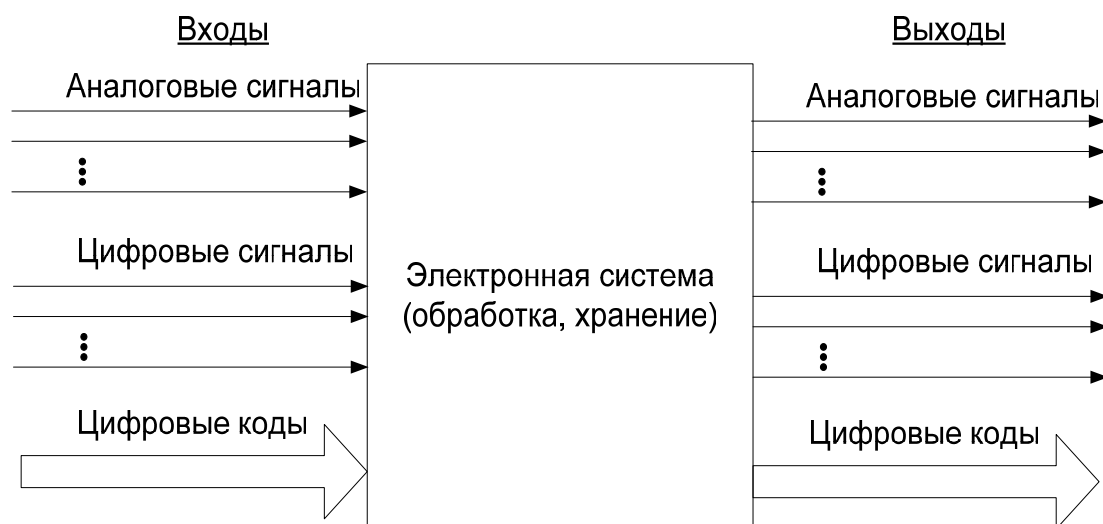 Входы
Выходы
Аналоговые сигналы
Аналоговые сигналы
Цифровые сигналы
Цифровые сигналы
Электронная система
(обработка, хранение)
Цифровые коды
Цифровые коды